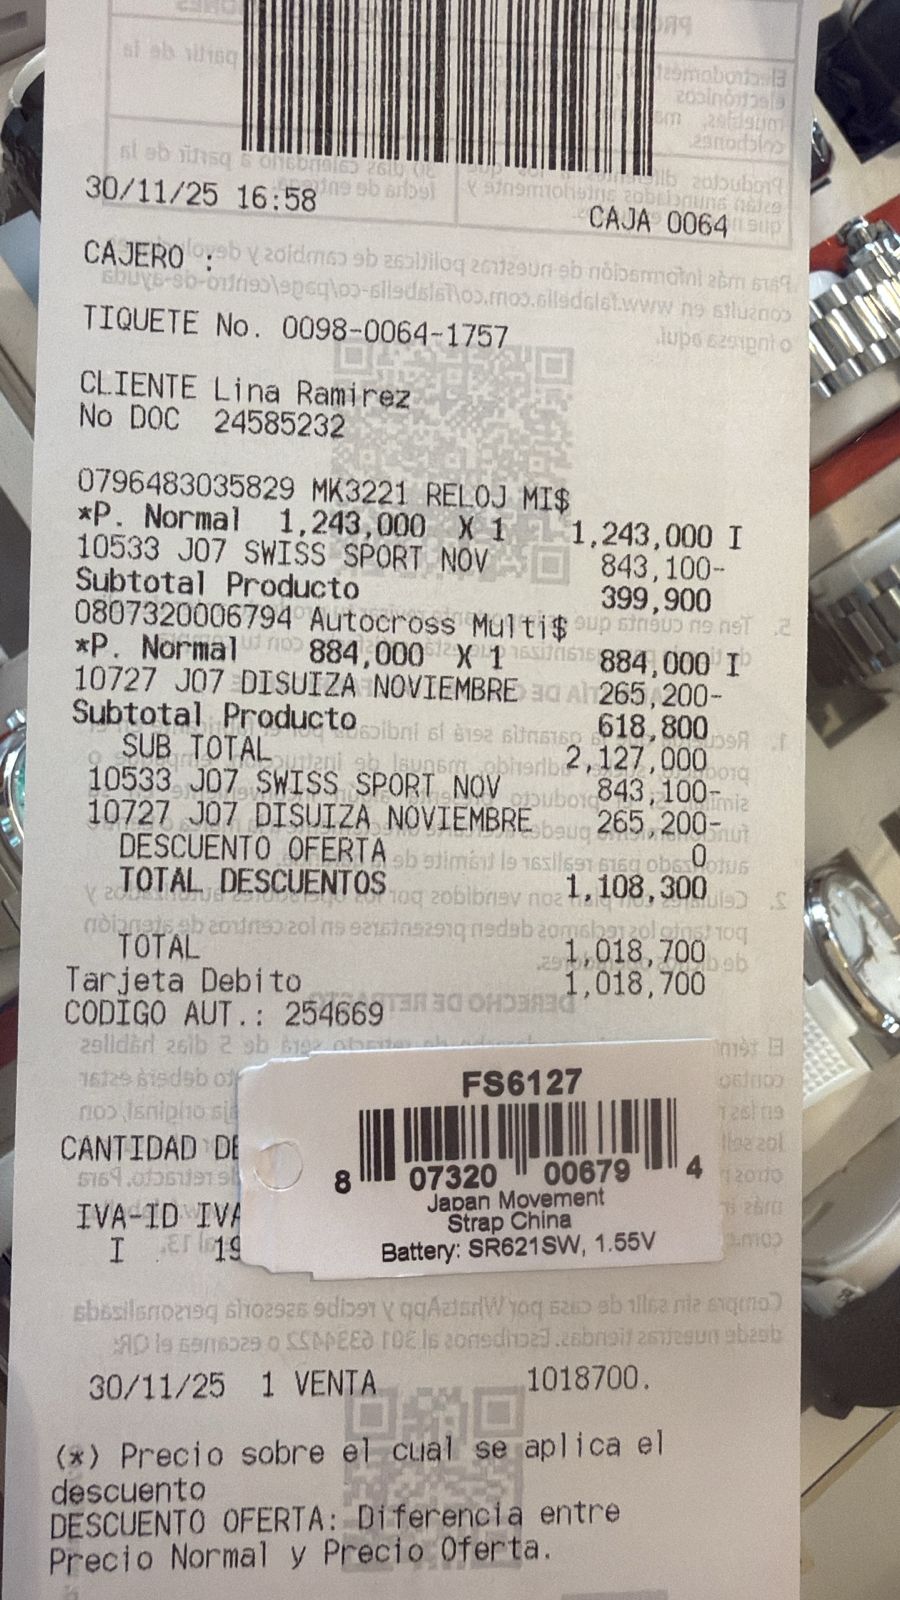 30/11/25 16:58
CAJA 0064
CAJERO :
TIQUETE No. 0098-0064-1757
CLIENTE Lina Ramirez
No DOC 24585232
0796483035829 MK3221 RELOJ MI$
*P. Normal 1,243,000 X 1 1,243,000 I
10533 J07 SWISS SPORT NOV 843,100-
Subtotal Producto 399,900
0807320006794 Autocross Multi$
*P. Normal 884,000 X 1 884,000 I
10727 J07 DISUIZA NOVIEMBRE 265,200-
Subtotal Producto 618,800
SUB TOTAL 2,127,000
10533 J07 SWISS SPORT NOV 843,100-
10727 J07 DISUIZA NOVIEMBRE 265,200-
DESCUENTO OFERTA 0
TOTAL DESCUENTOS 1,108,300
TOTAL 1,018,700
Tarjeta Debito 1,018,700
CODIGO AUT.: 254669
FS6127
8 07320 00679 4
Japan Movement
Strap China
Battery: SR621SW, 1.55V
CANTIDAD DE
IVA-ID IVA
I 19
30/11/25 1 VENTA 1018700.
(*) Precio sobre el cual se aplica el
descuento
DESCUENTO OFERTA: Diferencia entre
Precio Normal y Precio Oferta.